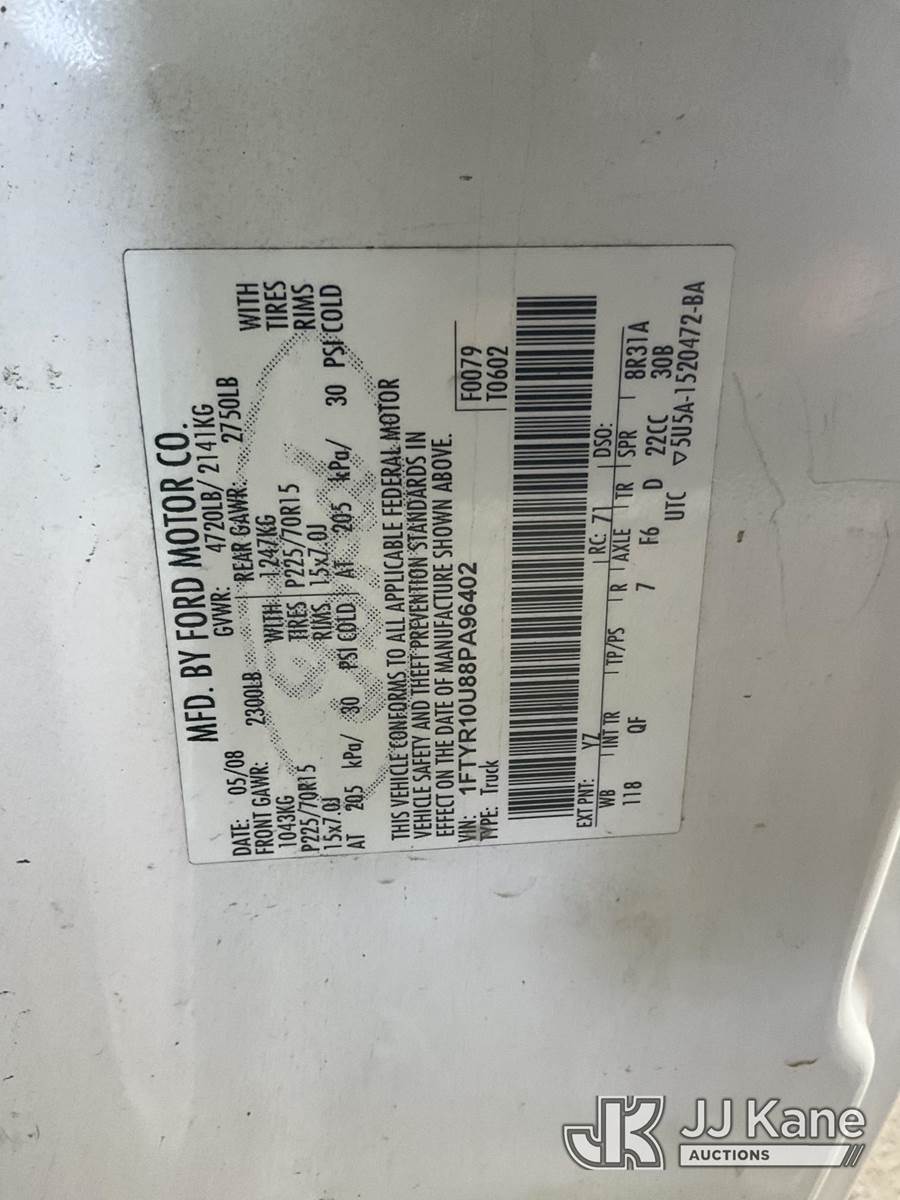 MFD. BY FORD MOTOR CO.
DATE: 05/08 GVWR: 4720LB/ 2141KG
FRONT GAWR: 2300LB REAR GAWR: 2750LB
1043KG WITH 1247KG WITH
P225/70R15 TIRES P225/70R15 TIRES
15x7.0J RIMS 15x7.0J RIMS
AT 205 kPa/ 30 PSI COLD AT 205 kPa/ 30 PSI COLD
THIS VEHICLE CONFORMS TO ALL APPLICABLE FEDERAL MOTOR
VEHICLE SAFETY AND THEFT PREVENTION STANDARDS IN
EFFECT ON THE DATE OF MANUFACTURE SHOWN ABOVE.
VIN: 1FTYR10U88PA96402 F0079
TYPE: Truck T0602
EXT PNT: YZ RC: 71 DSO:
WB INT TR TP/PS R AXLE TR SPR 8R31A
118 QF 7 F6 D 22CC 30B
UTC ▽5U5A-1520472-BA
JK JJ Kane
AUCTIONS